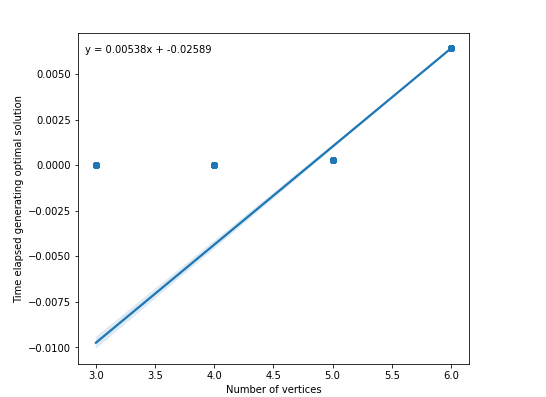 y = 0.00538x + -0.02589
Time elapsed generating optimal solution
0.0050
0.0025
0.0000
−0.0025
−0.0050
−0.0075
−0.0100
3.0 3.5 4.0 4.5 5.0 5.5 6.0
Number of vertices